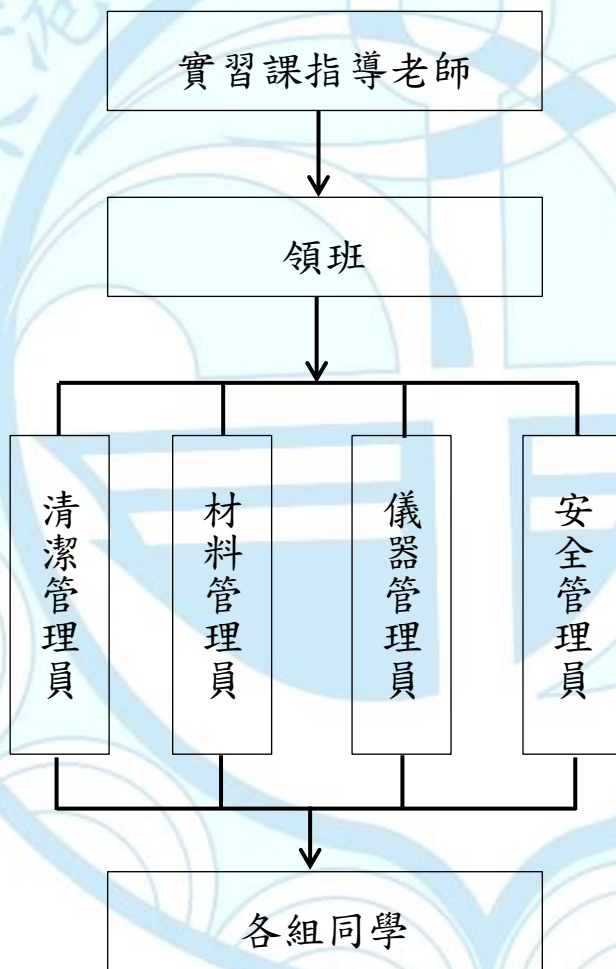 實習課指導老師
領班
清潔管理員
材料管理員
儀器管理員
安全管理員
各組同學